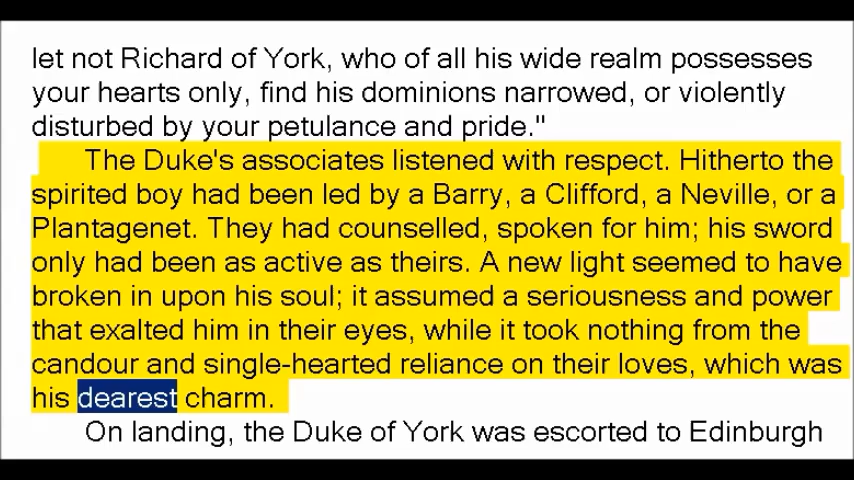 let not Richard of York, who of all his wide realm possesses
your hearts only, find his dominions narrowed, or violently
disturbed by your petulance and pride."
The Duke's associates listened with respect. Hitherto the
spirited boy had been led by a Barry, a Clifford, a Neville, or a
Plantagenet. They had counselled, spoken for him; his sword
only had been as active as theirs. A new light seemed to have
broken in upon his soul; it assumed a seriousness and power
that exalted him in their eyes, while it took nothing from the
candour and single-hearted reliance on their loves, which was
his dearest charm.
On landing, the Duke of York was escorted to Edinburgh